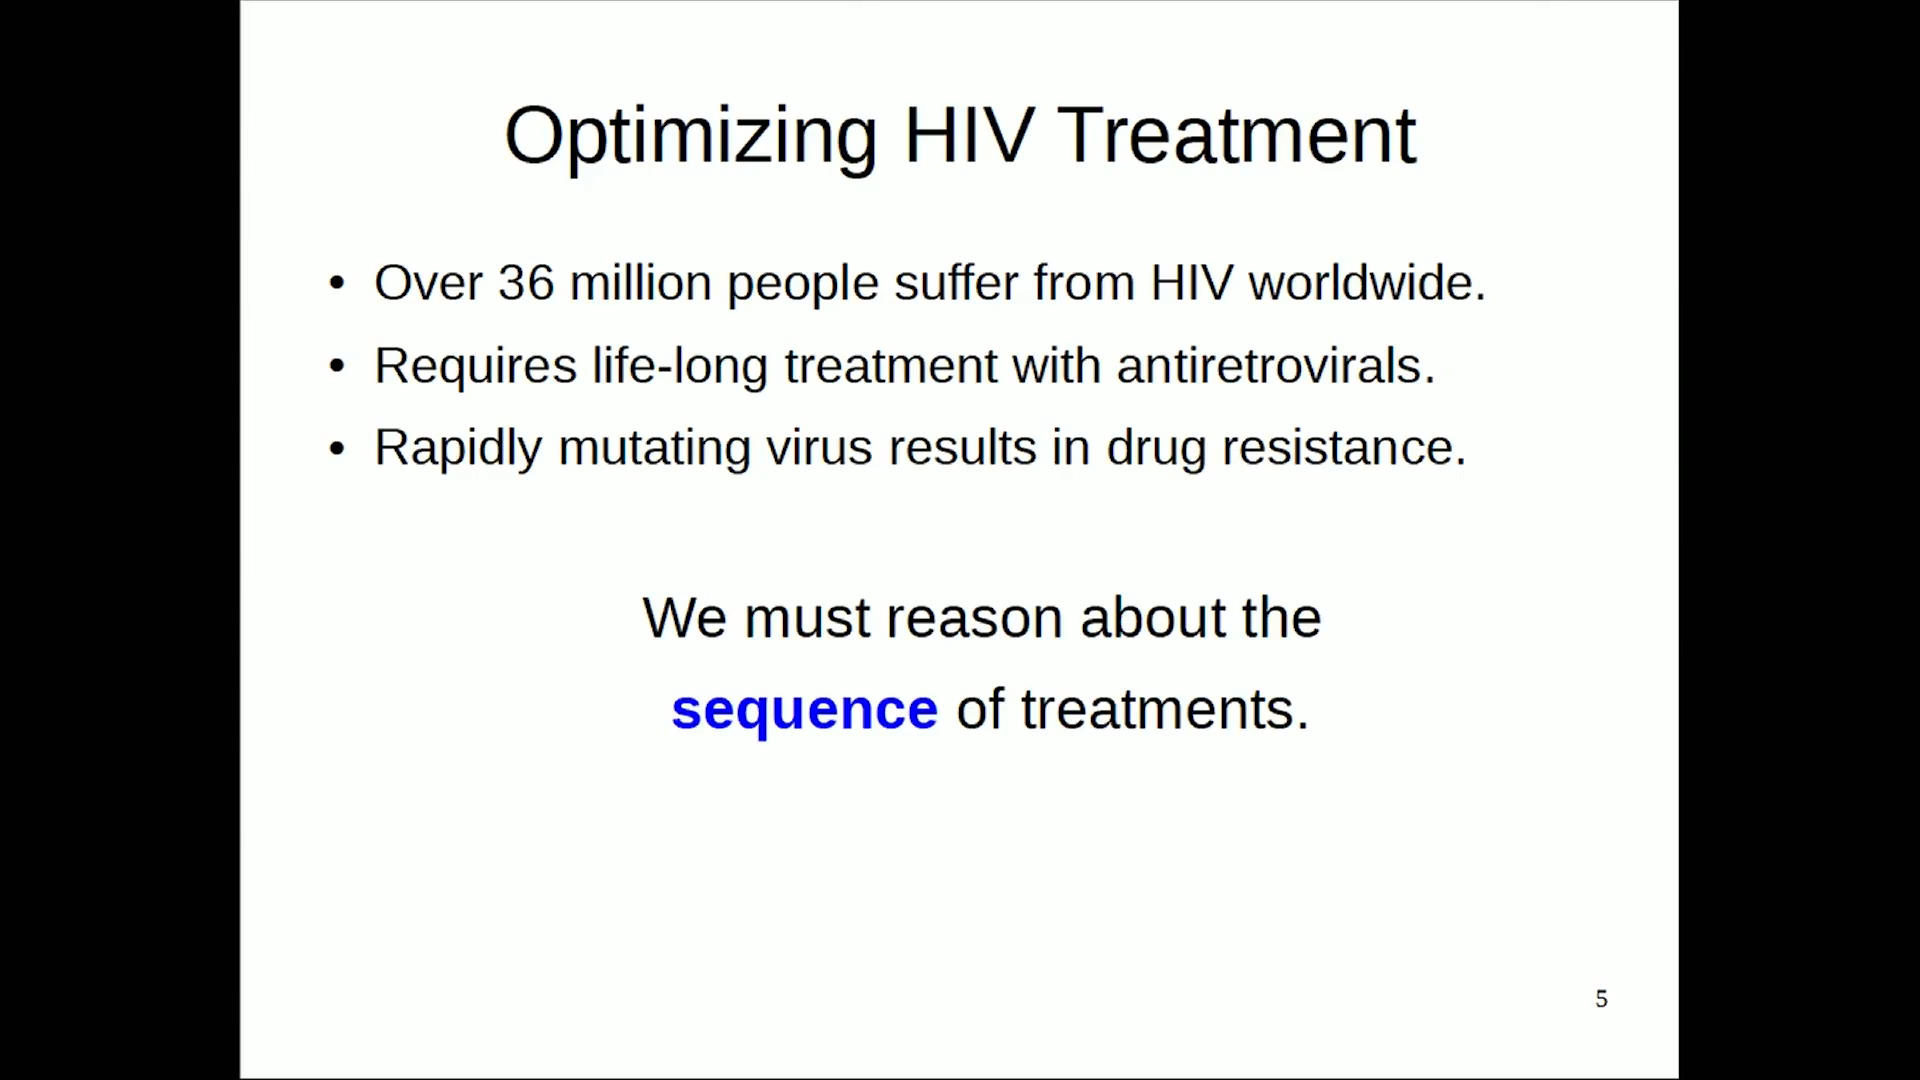 Optimizing HIV Treatment
• Over 36 million people suffer from HIV worldwide.
• Requires life-long treatment with antiretrovirals.
• Rapidly mutating virus results in drug resistance.
We must reason about the
sequence of treatments.
5